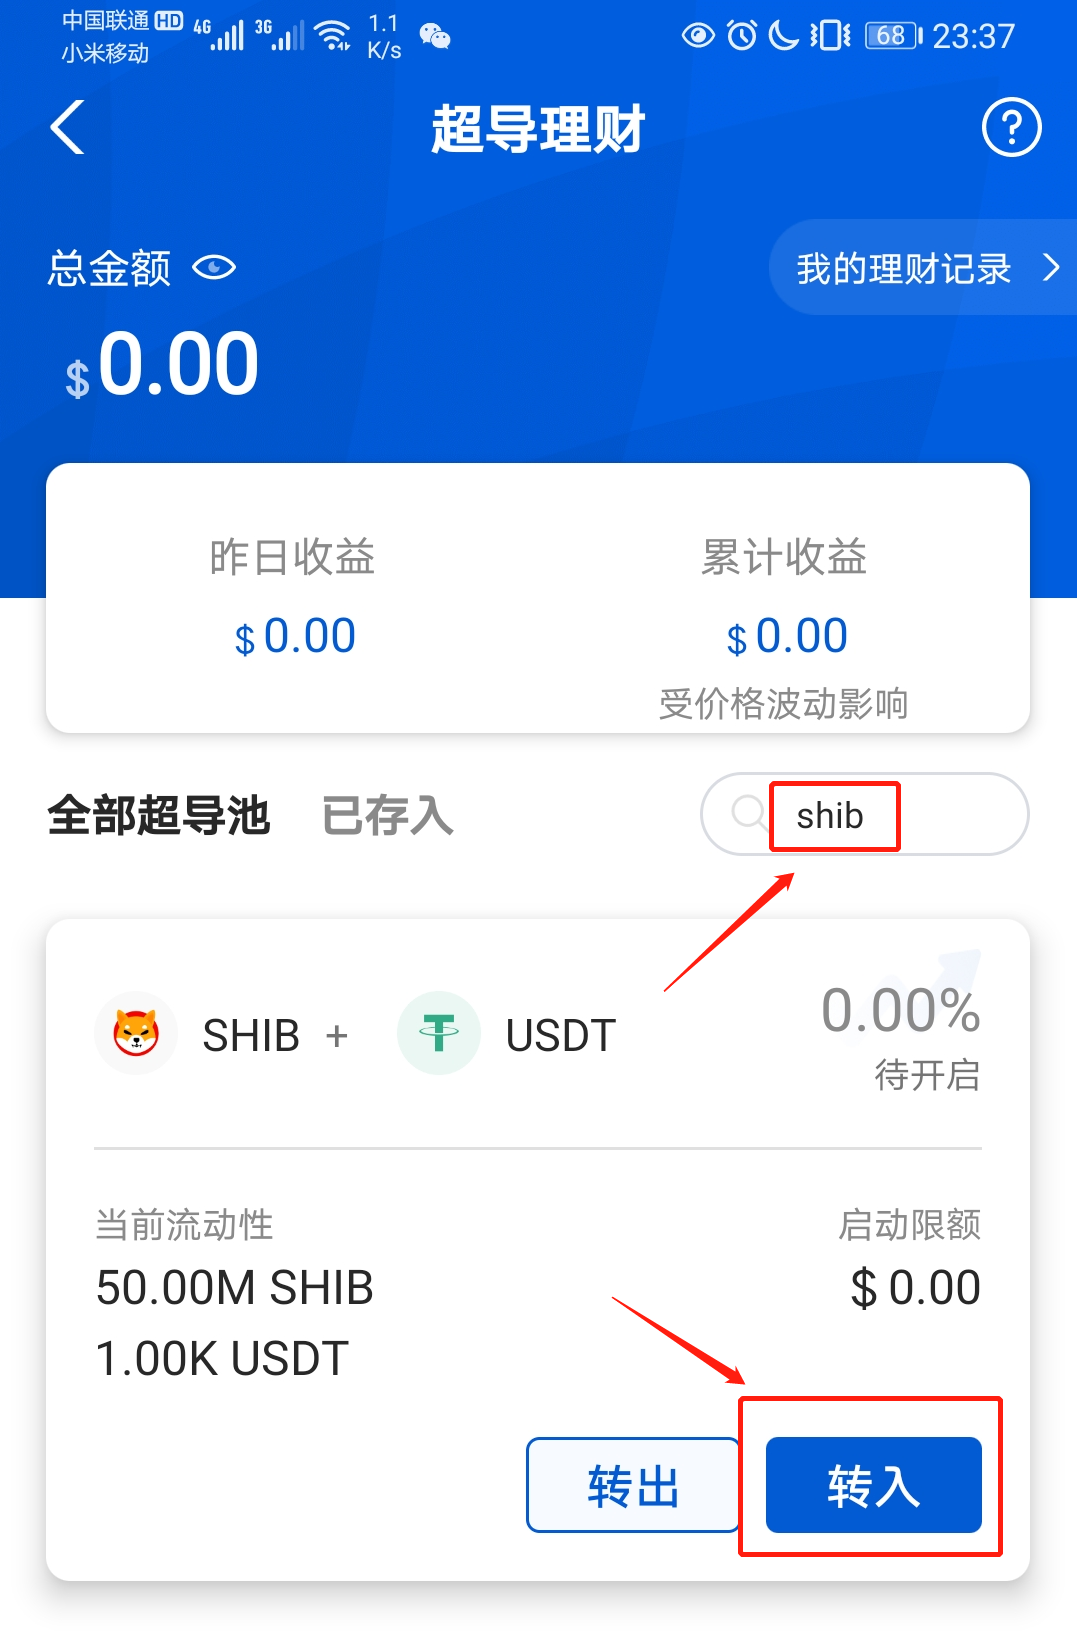 中国联通 HD 4G 3G 1.1 K/s 68 23:37
小米移动
超导理财
总金额
我的理财记录
$0.00
昨日收益 累计收益
$0.00 $0.00
受价格波动影响
全部超导池 已存入 shib
SHIB + USDT 0.00%
待开启
当前流动性 启动限额
50.00M SHIB $0.00
1.00K USDT
转出 转入